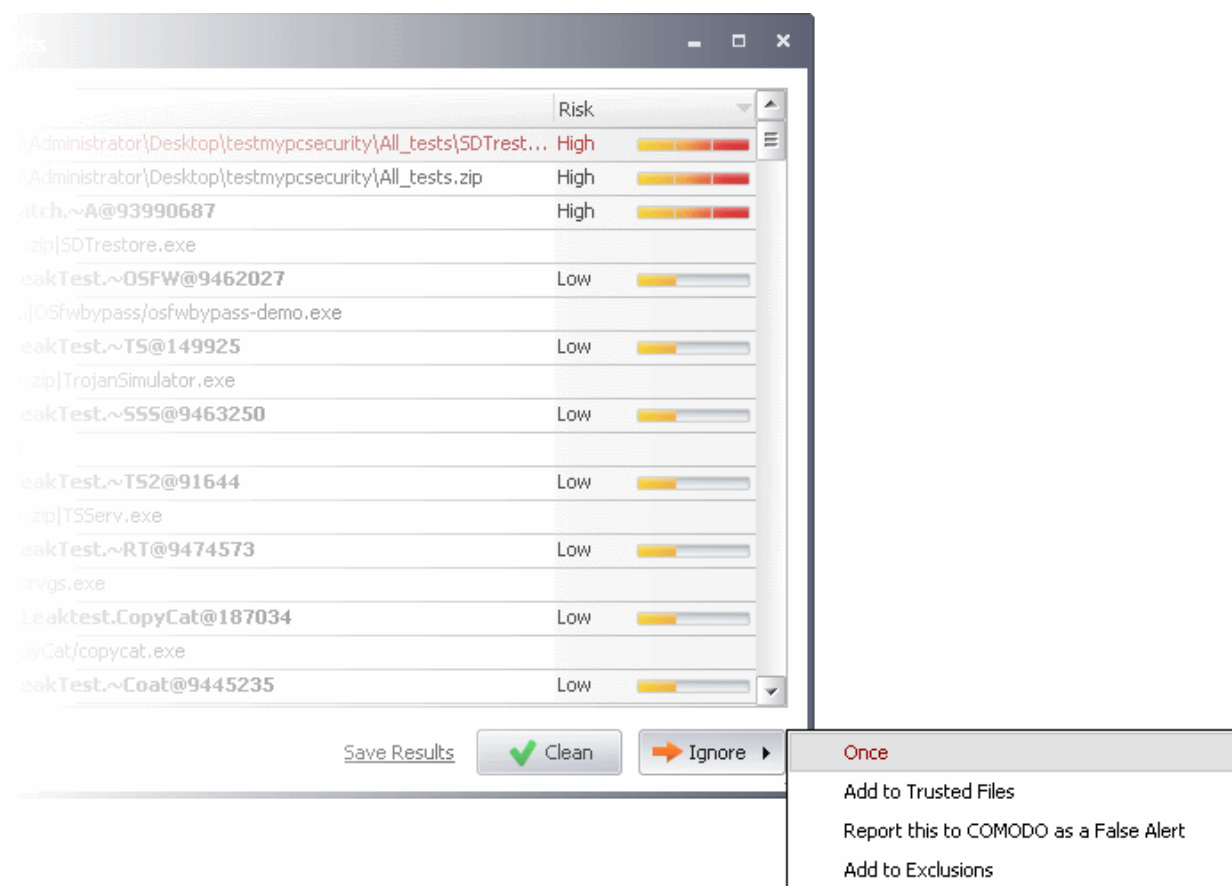 Risk
\Administrator\Desktop\testmypcsecurity\All_tests\SDTrest... High
\Administrator\Desktop\testmypcsecurity\All_tests.zip High
atch.~A@93990687 High
.zip|SDTrestore.exe
eakTest.~OSFW@9462027 Low
.|OSfwbypass/osfwbypass-demo.exe
eakTest.~TS@149925 Low
.zip|TrojanSimulator.exe
eakTest.~SSS@9463250 Low
eakTest.~TS2@91644 Low
.zip|TSServ.exe
eakTest.~RT@9474573 Low
srvgs.exe
.Leaktest.CopyCat@187034 Low
pyCat/copycat.exe
eakTest.~Coat@9445235 Low
Save Results Clean Ignore
Once
Add to Trusted Files
Report this to COMODO as a False Alert
Add to Exclusions